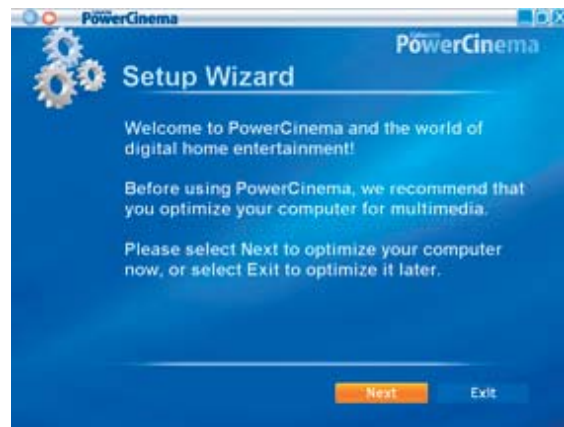 PowerCinema
PowerCinema
Setup Wizard
Welcome to PowerCinema and the world of
digital home entertainment!
Before using PowerCinema, we recommend that
you optimize your computer for multimedia.
Please select Next to optimize your computer
now, or select Exit to optimize it later.
Next
Exit